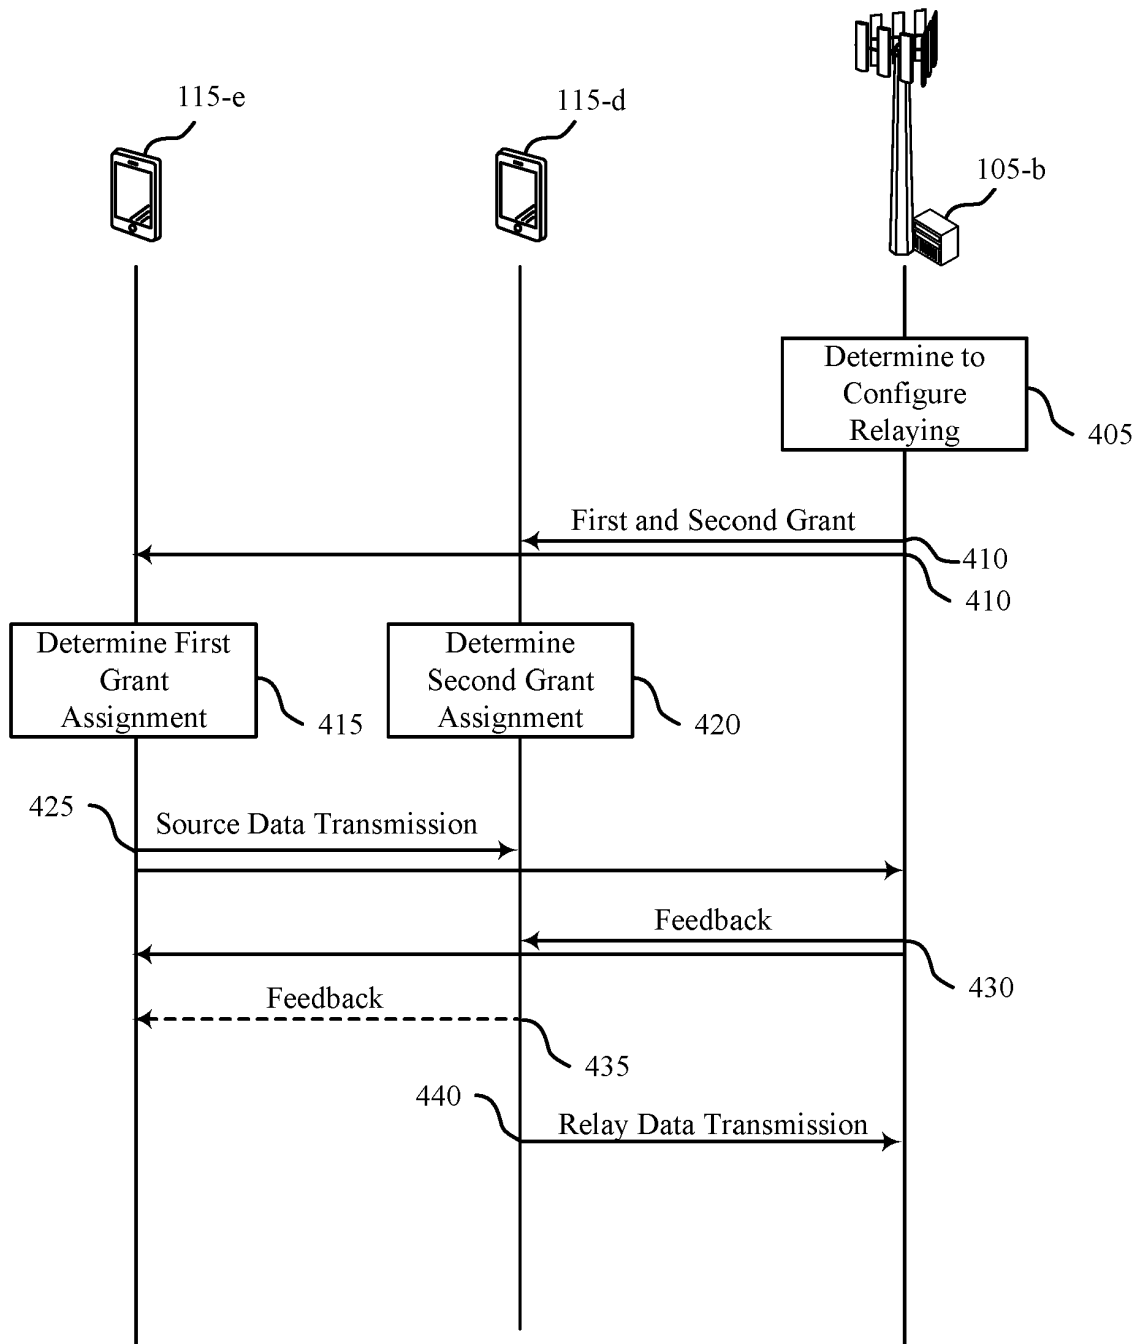 115-e
115-d
105-b
Determine to
Configure
Relaying
405
First and Second Grant
410
410
Determine First
Grant
Assignment
415
Determine
Second Grant
Assignment
420
425
Source Data Transmission
Feedback
430
Feedback
435
440
Relay Data Transmission